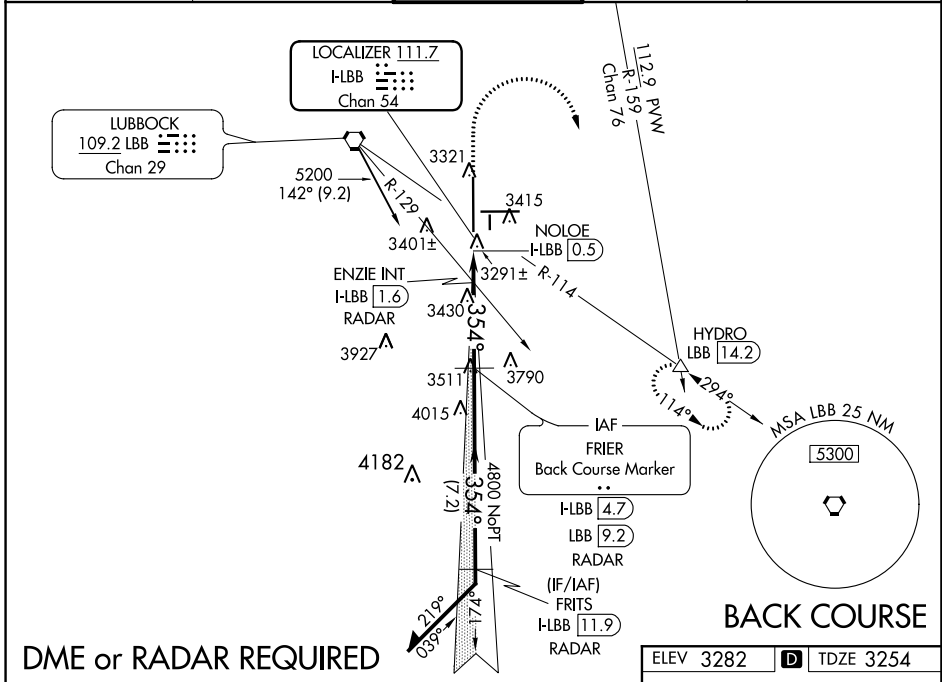 LOCALIZER 111.7
I-LBB
Chan 54
LUBBOCK
109.2 LBB
Chan 29
112.9 PVW
R-159
Chan 76
5200
142° (9.2)
R-129
3321
3415
3401±
NOLOE
I-LBB 0.5
3291±
R-114
ENZIE INT
I-LBB 1.6
RADAR
3430
354°
3927
3511
3790
HYDRO
LBB 14.2
294°
114°
4015
IAF
FRIER
Back Course Marker
I-LBB 4.7
LBB 9.2
RADAR
MSA LBB 25 NM
5300
4182
354°
(7.2)
4800 NoPT
(IF/IAF)
FRITS
I-LBB 11.9
RADAR
219°
039°
174°
BACK COURSE
DME or RADAR REQUIRED
ELEV 3282 D TDZE 3254